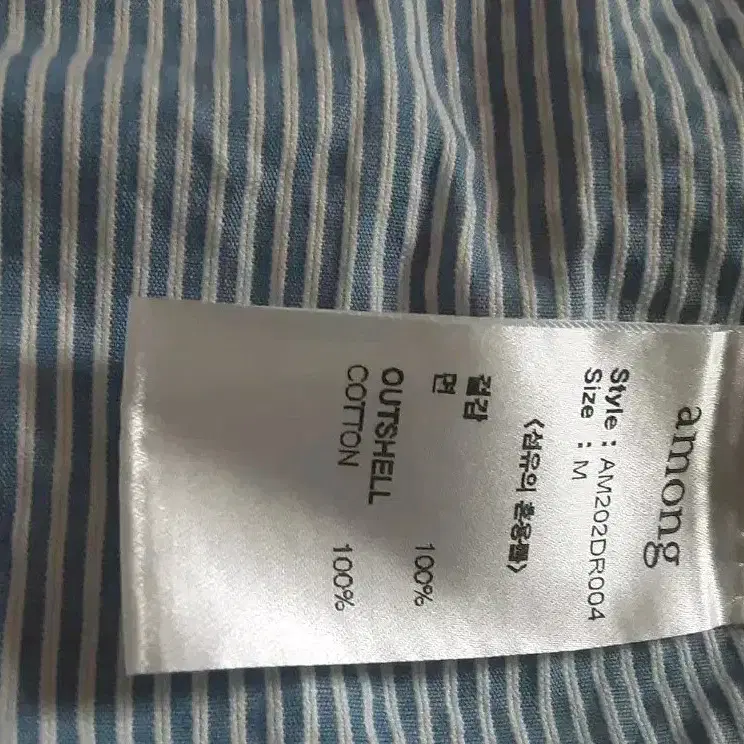 among
Style : AM202DR004
Size : M
<섬유의 혼용률>
겉감
면 100%
OUTSHELL
COTTON 100%